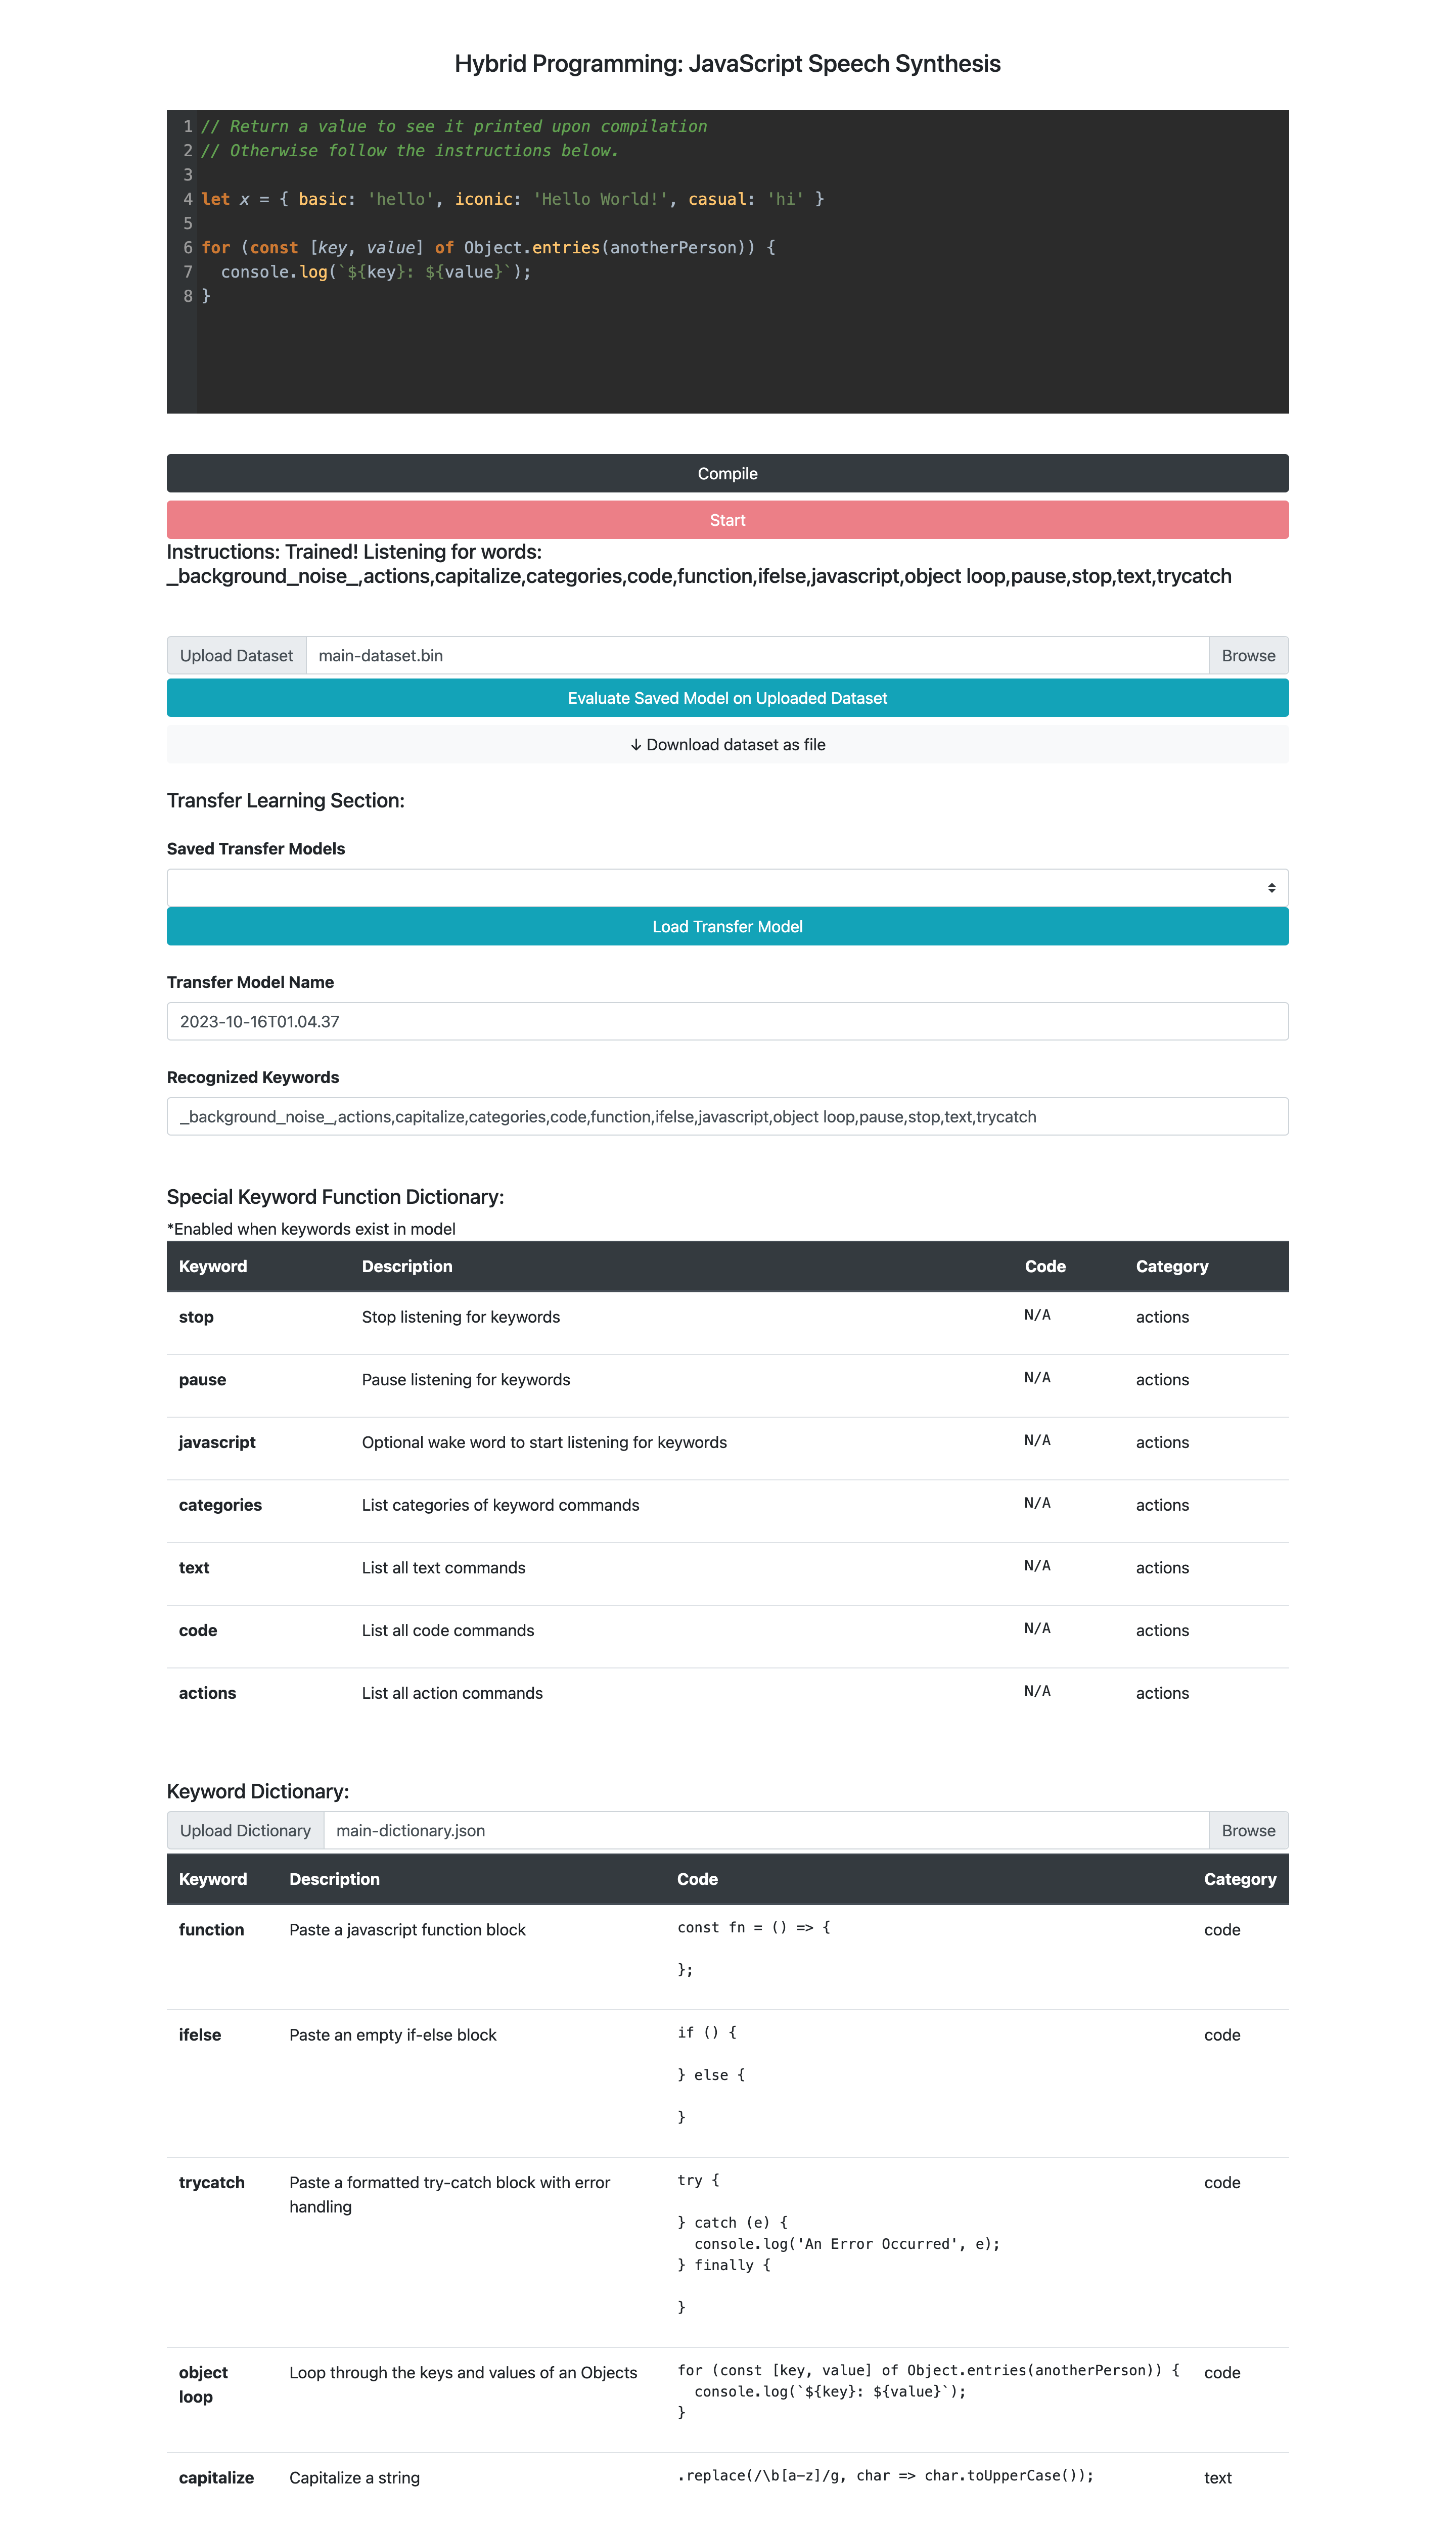 Hybrid Programming: JavaScript Speech Synthesis
1 // Return a value to see it printed upon compilation
2 // Otherwise follow the instructions below.
3
4 let x = { basic: 'hello', iconic: 'Hello World!', casual: 'hi' }
5
6 for (const [key, value] of Object.entries(anotherPerson)) {
7   console.log(`${key}: ${value}`);
8 }
Compile
Start
Instructions: Trained! Listening for words:
_background_noise_,actions,capitalize,categories,code,function,ifelse,javascript,object loop,pause,stop,text,trycatch
Upload Dataset main-dataset.bin Browse
Evaluate Saved Model on Uploaded Dataset
↓ Download dataset as file
Transfer Learning Section:
Saved Transfer Models
Load Transfer Model
Transfer Model Name
2023-10-16T01.04.37
Recognized Keywords
_background_noise_,actions,capitalize,categories,code,function,ifelse,javascript,object loop,pause,stop,text,trycatch
Special Keyword Function Dictionary:
*Enabled when keywords exist in model
Keyword Description Code Category
stop Stop listening for keywords N/A actions
pause Pause listening for keywords N/A actions
javascript Optional wake word to start listening for keywords N/A actions
categories List categories of keyword commands N/A actions
text List all text commands N/A actions
code List all code commands N/A actions
actions List all action commands N/A actions
Keyword Dictionary:
Upload Dictionary main-dictionary.json Browse
Keyword Description Code Category
function Paste a javascript function block const fn = () => { code
};
ifelse Paste an empty if-else block if () { code
} else {
}
trycatch Paste a formatted try-catch block with error try { code
handling
} catch (e) {
  console.log('An Error Occurred', e);
} finally {
}
object Loop through the keys and values of an Objects for (const [key, value] of Object.entries(anotherPerson)) { code
loop   console.log(`${key}: ${value}`);
}
capitalize Capitalize a string .replace(/\b[a-z]/g, char => char.toUpperCase()); text